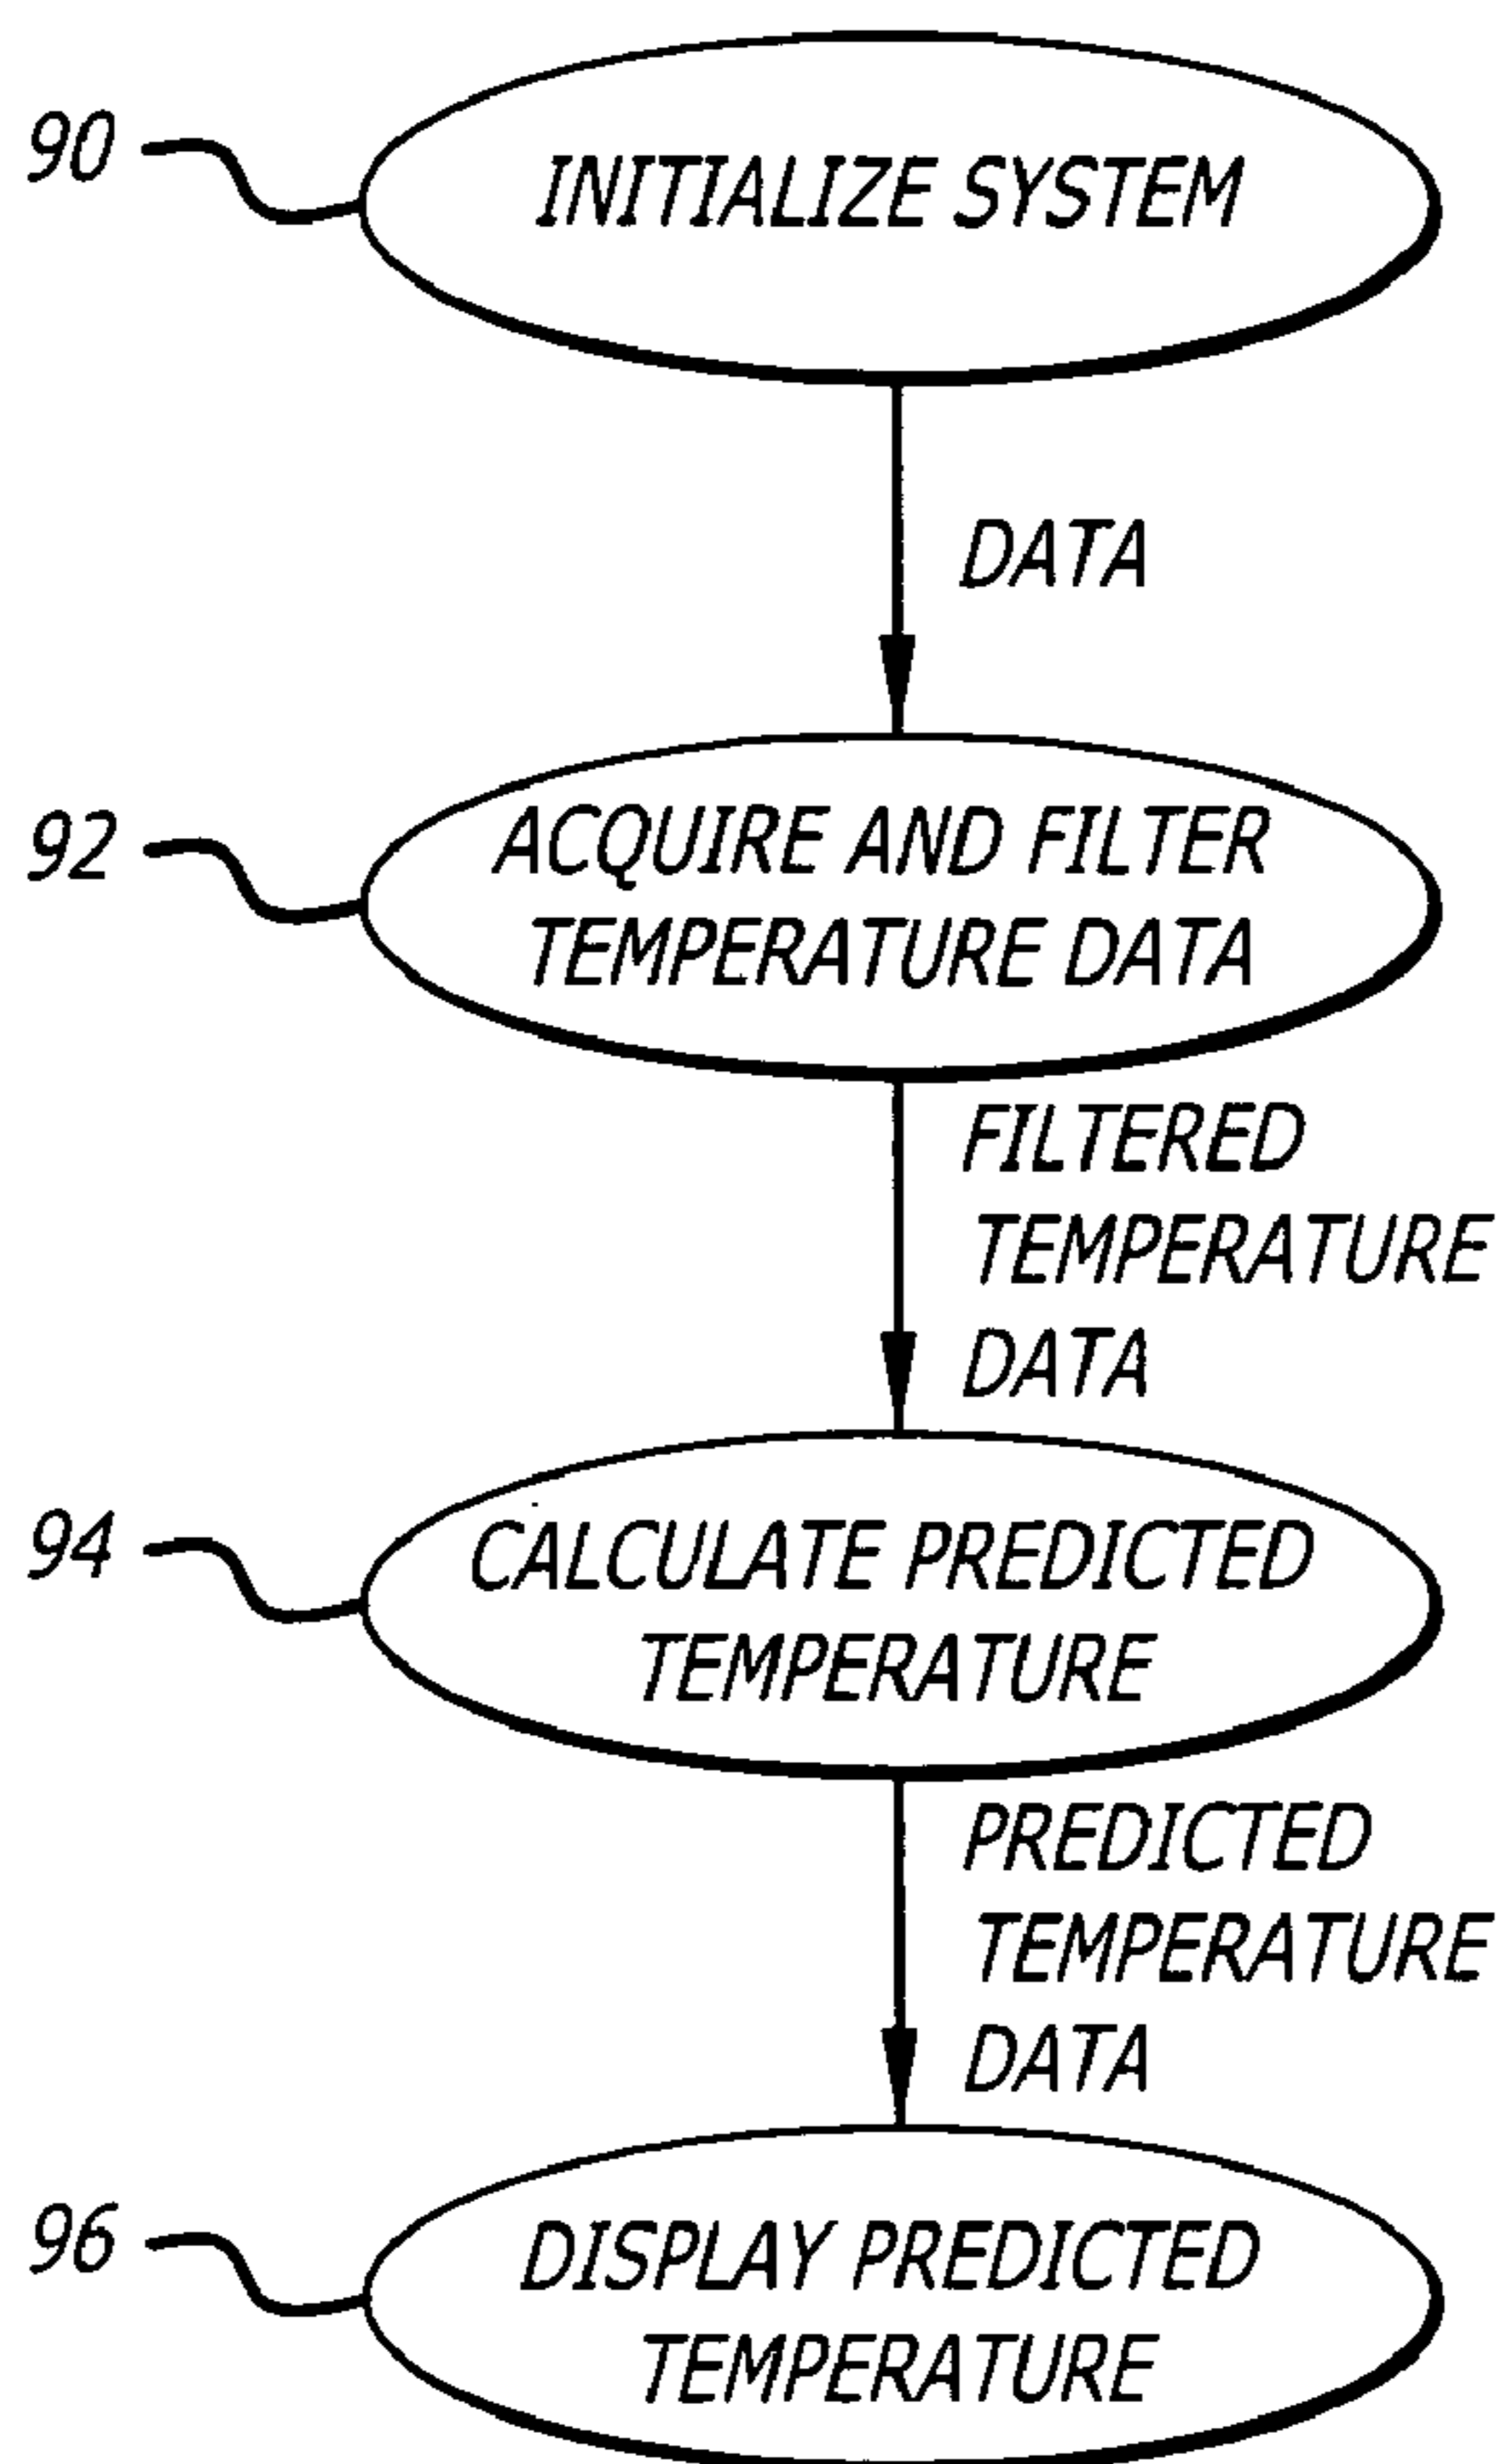 90
INITIALIZE SYSTEM
DATA
92
ACQUIRE AND FILTER
TEMPERATURE DATA
FILTERED
TEMPERATURE
DATA
94
CALCULATE PREDICTED
TEMPERATURE
PREDICTED
TEMPERATURE
DATA
96
DISPLAY PREDICTED
TEMPERATURE